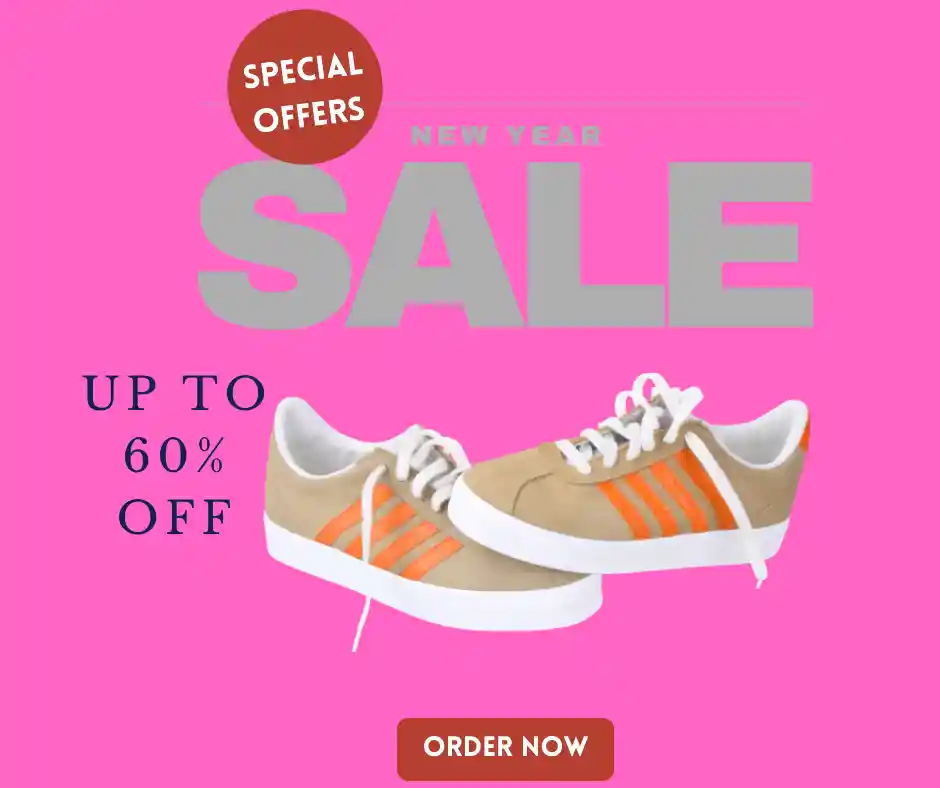 SPECIAL
OFFERS
NEW YEAR
SALE
UP TO
60%
OFF
ORDER NOW